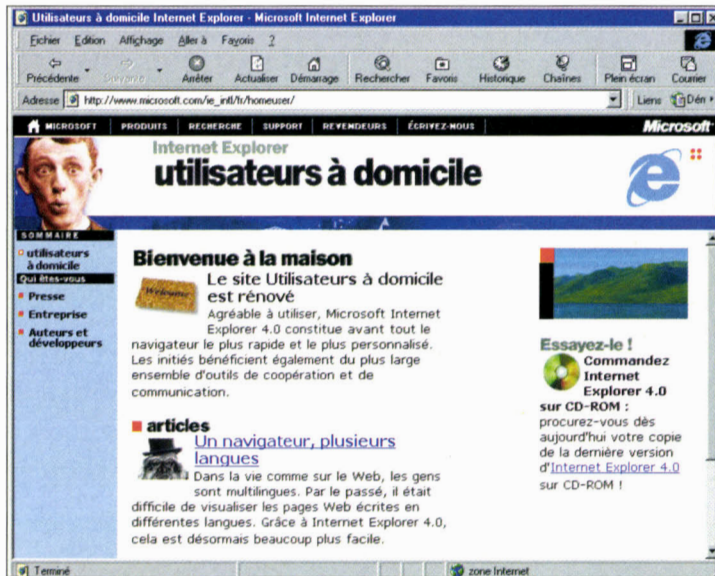 Utilisateurs à domicile Internet Explorer - Microsoft Internet Explorer
Fichier Edition Affichage Aller à Favoris ?
Précédente Suivante Arrêter Actualiser Démarrage Rechercher Favoris Historique Chaînes Plein écran Courrier
Adresse http://www.microsoft.com/ie_intl/fr/homeuser/ Liens Dén
MICROSOFT PRODUITS RECHERCHE SUPPORT REVENDEURS ÉCRIVEZ-NOUS Microsoft
Internet Explorer
utilisateurs à domicile
SOMMAIRE
utilisateurs
à domicile
Qui êtes-vous
Presse
Entreprise
Auteurs et
développeurs
Bienvenue à la maison
Welcome
Le site Utilisateurs à domicile
est rénové
Agréable à utiliser, Microsoft Internet
Explorer 4.0 constitue avant tout le
navigateur le plus rapide et le plus personnalisé.
Les initiés bénéficient également du plus large
ensemble d'outils de coopération et de
communication.
articles
Un navigateur, plusieurs
langues
Dans la vie comme sur le Web, les gens
sont multilingues. Par le passé, il était
difficile de visualiser les pages Web écrites en
différentes langues. Grâce à Internet Explorer 4.0,
cela est désormais beaucoup plus facile.
Essayez-le !
Commandez
Internet
Explorer 4.0
sur CD-ROM :
procurez-vous dès
aujourd'hui votre copie
de la dernière version
d'Internet Explorer 4.0
sur CD-ROM !
Terminé zone Internet